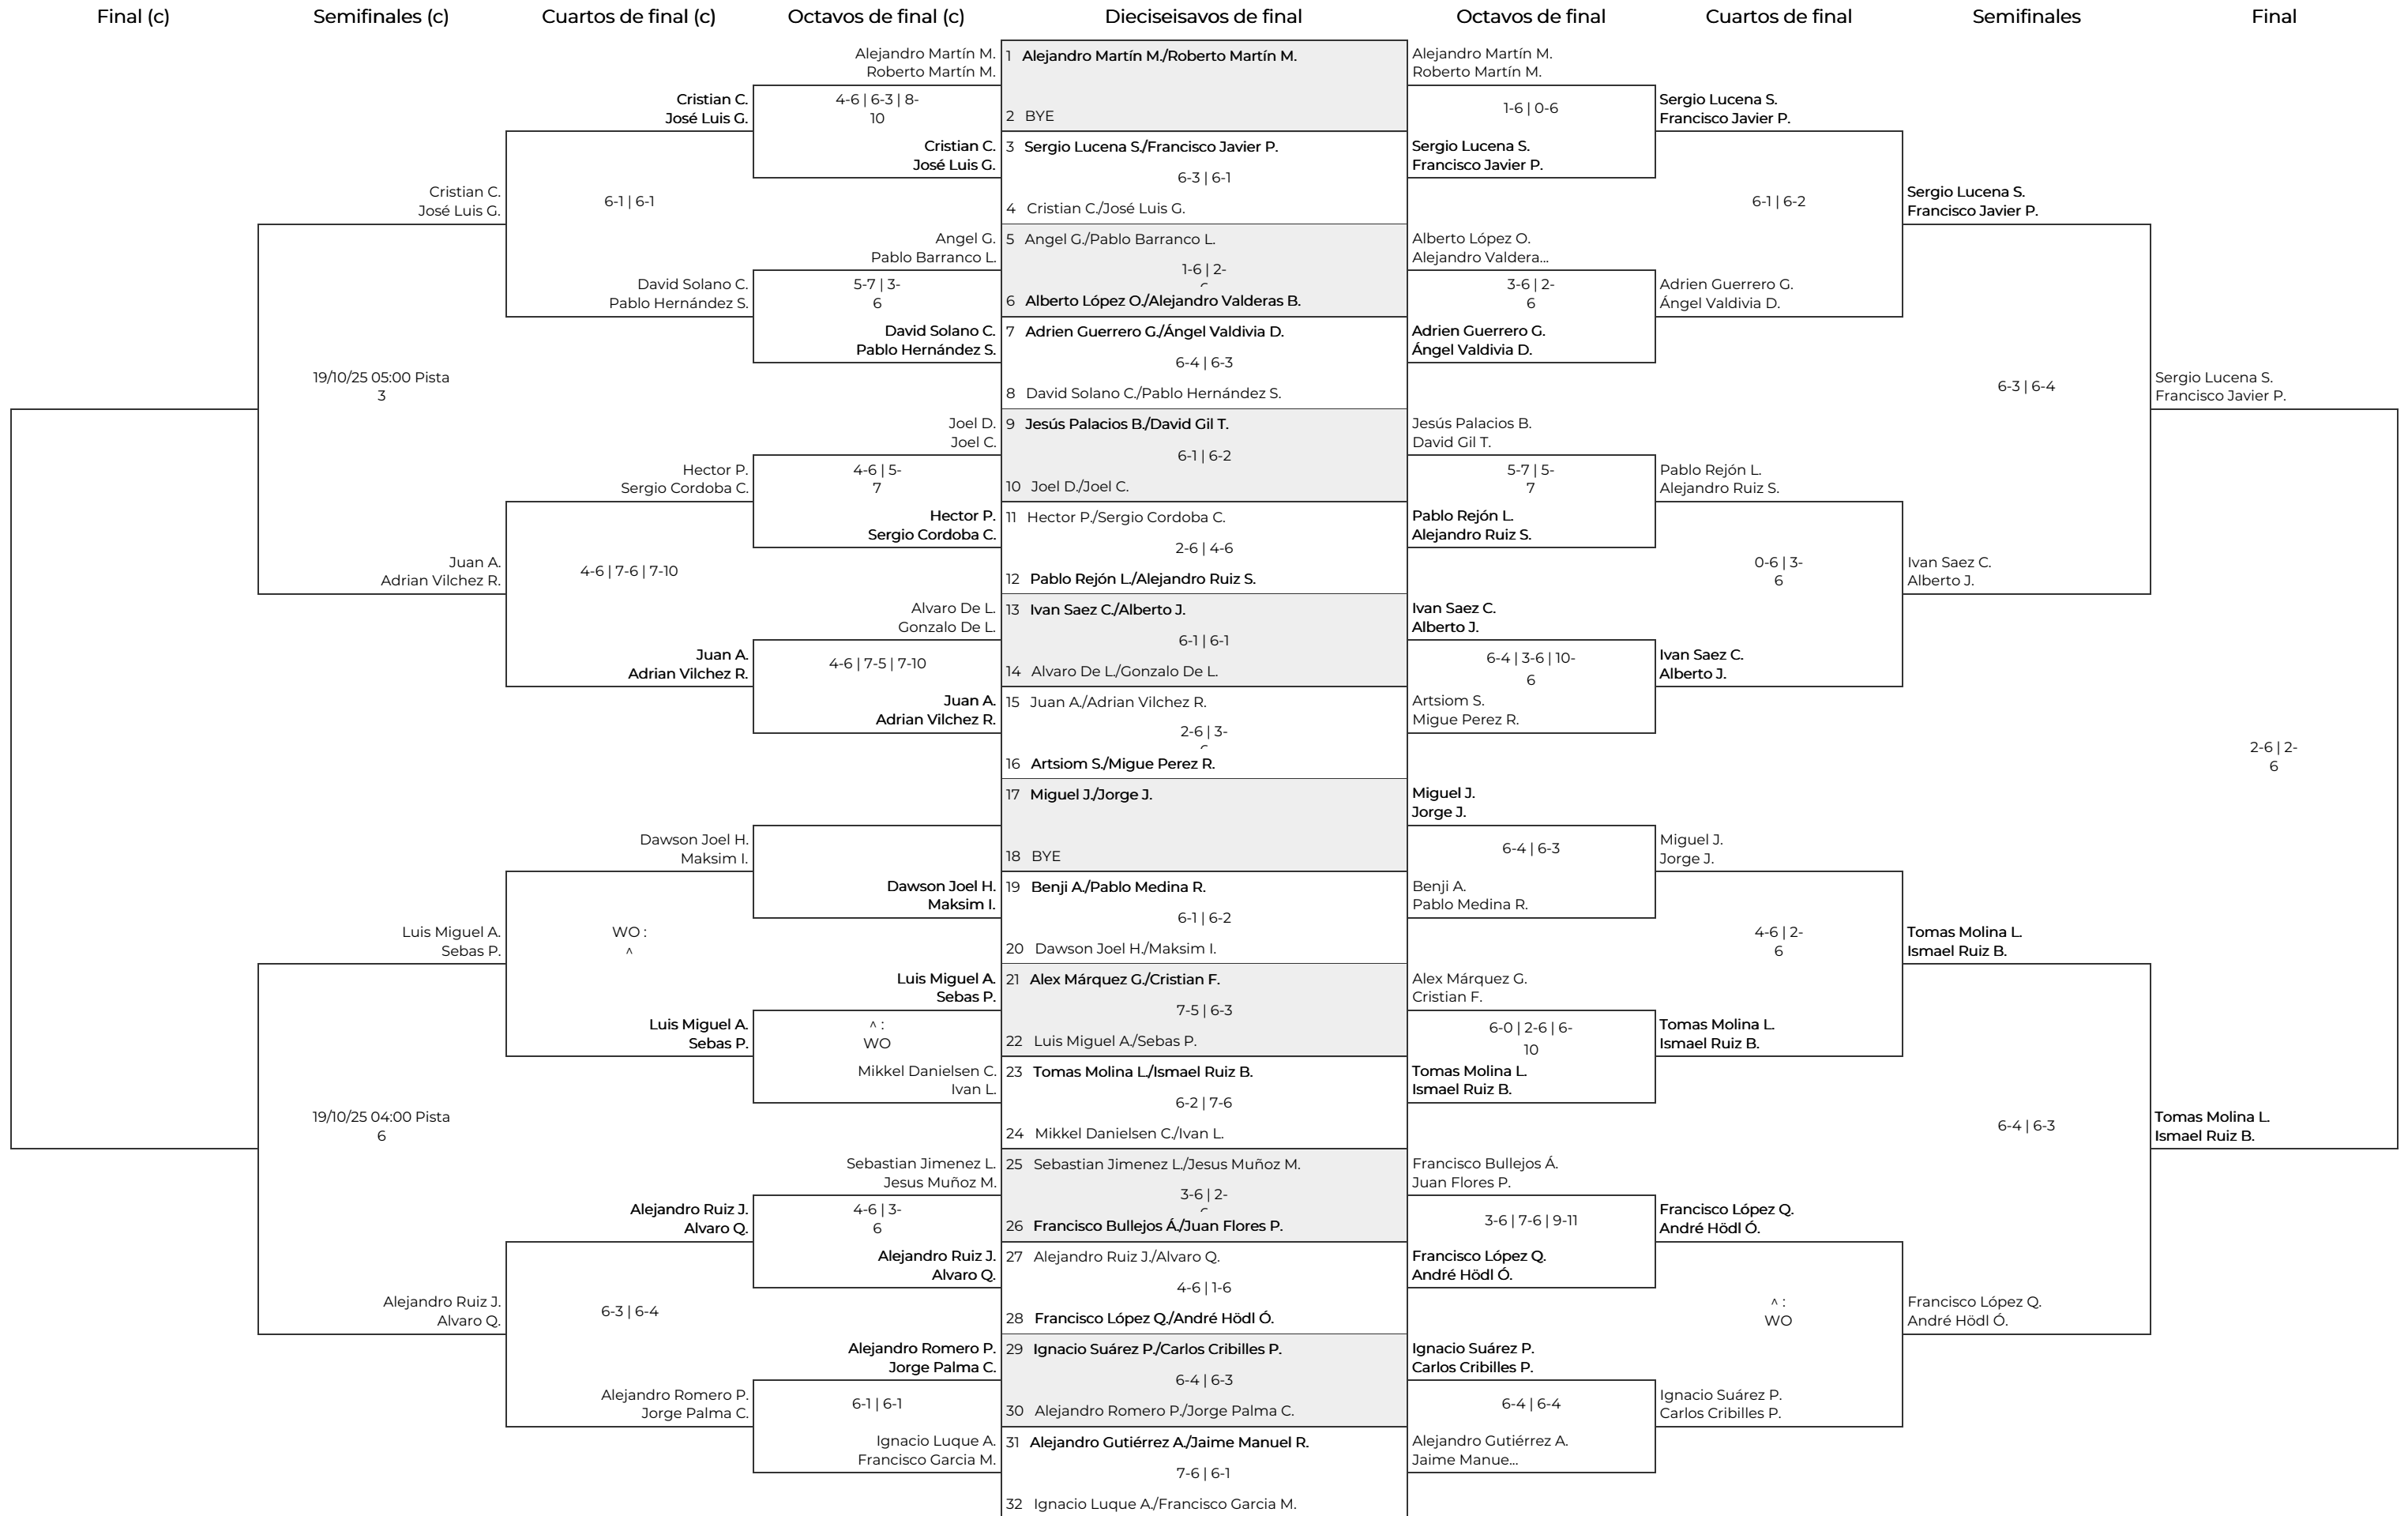 Final (c)
Semifinales (c)
Cuartos de final (c)
Octavos de final (c)
Dieciseisavos de final
Octavos de final
Cuartos de final
Semifinales
Final
Cristian C.
José Luis G.
19/10/25 05:00 Pista
3
Juan A.
Adrian Vilchez R.
Luis Miguel A.
Sebas P.
19/10/25 04:00 Pista
6
Alejandro Ruiz J.
Alvaro Q.
Cristian C.
José Luis G.
6-1 | 6-1
David Solano C.
Pablo Hernández S.
Hector P.
Sergio Cordoba C.
4-6 | 7-6 | 7-10
Juan A.
Adrian Vilchez R.
Dawson Joel H.
Maksim I.
WO :
^
Luis Miguel A.
Sebas P.
Alejandro Ruiz J.
Alvaro Q.
6-3 | 6-4
Alejandro Romero P.
Jorge Palma C.
Alejandro Martín M.
Roberto Martín M.
4-6 | 6-3 | 8-
10
Cristian C.
José Luis G.
Angel G.
Pablo Barranco L.
5-7 | 3-
6
David Solano C.
Pablo Hernández S.
Joel D.
Joel C.
4-6 | 5-
7
Hector P.
Sergio Cordoba C.
Alvaro De L.
Gonzalo De L.
4-6 | 7-5 | 7-10
Juan A.
Adrian Vilchez R.
Dawson Joel H.
Maksim I.
Luis Miguel A.
Sebas P.
^ :
WO
Mikkel Danielsen C.
Ivan L.
Sebastian Jimenez L.
Jesus Muñoz M.
4-6 | 3-
6
Alejandro Ruiz J.
Alvaro Q.
Alejandro Romero P.
Jorge Palma C.
6-1 | 6-1
Ignacio Luque A.
Francisco Garcia M.
1 Alejandro Martín M./Roberto Martín M.
2 BYE
3 Sergio Lucena S./Francisco Javier P.
6-3 | 6-1
4 Cristian C./José Luis G.
5 Angel G./Pablo Barranco L.
1-6 | 2-
6 Alberto López O./Alejandro Valderas B.
7 Adrien Guerrero G./Ángel Valdivia D.
6-4 | 6-3
8 David Solano C./Pablo Hernández S.
9 Jesús Palacios B./David Gil T.
6-1 | 6-2
10 Joel D./Joel C.
11 Hector P./Sergio Cordoba C.
2-6 | 4-6
12 Pablo Rejón L./Alejandro Ruiz S.
13 Ivan Saez C./Alberto J.
6-1 | 6-1
14 Alvaro De L./Gonzalo De L.
15 Juan A./Adrian Vilchez R.
2-6 | 3-
16 Artsiom S./Migue Perez R.
17 Miguel J./Jorge J.
18 BYE
19 Benji A./Pablo Medina R.
6-1 | 6-2
20 Dawson Joel H./Maksim I.
21 Alex Márquez G./Cristian F.
7-5 | 6-3
22 Luis Miguel A./Sebas P.
23 Tomas Molina L./Ismael Ruiz B.
6-2 | 7-6
24 Mikkel Danielsen C./Ivan L.
25 Sebastian Jimenez L./Jesus Muñoz M.
3-6 | 2-
26 Francisco Bullejos Á./Juan Flores P.
27 Alejandro Ruiz J./Alvaro Q.
4-6 | 1-6
28 Francisco López Q./André Hödl Ó.
29 Ignacio Suárez P./Carlos Cribilles P.
6-4 | 6-3
30 Alejandro Romero P./Jorge Palma C.
31 Alejandro Gutiérrez A./Jaime Manuel R.
7-6 | 6-1
32 Ignacio Luque A./Francisco Garcia M.
Alejandro Martín M.
Roberto Martín M.
1-6 | 0-6
Sergio Lucena S.
Francisco Javier P.
Alberto López O.
Alejandro Valdera...
3-6 | 2-
6
Adrien Guerrero G.
Ángel Valdivia D.
Jesús Palacios B.
David Gil T.
5-7 | 5-
7
Pablo Rejón L.
Alejandro Ruiz S.
Ivan Saez C.
Alberto J.
6-4 | 3-6 | 10-
6
Artsiom S.
Migue Perez R.
Miguel J.
Jorge J.
6-4 | 6-3
Benji A.
Pablo Medina R.
Alex Márquez G.
Cristian F.
6-0 | 2-6 | 6-
10
Tomas Molina L.
Ismael Ruiz B.
Francisco Bullejos Á.
Juan Flores P.
3-6 | 7-6 | 9-11
Francisco López Q.
André Hödl Ó.
Ignacio Suárez P.
Carlos Cribilles P.
6-4 | 6-4
Alejandro Gutiérrez A.
Jaime Manue...
Sergio Lucena S.
Francisco Javier P.
6-1 | 6-2
Adrien Guerrero G.
Ángel Valdivia D.
Pablo Rejón L.
Alejandro Ruiz S.
0-6 | 3-
6
Ivan Saez C.
Alberto J.
Miguel J.
Jorge J.
4-6 | 2-
6
Tomas Molina L.
Ismael Ruiz B.
Francisco López Q.
André Hödl Ó.
^ :
WO
Ignacio Suárez P.
Carlos Cribilles P.
Sergio Lucena S.
Francisco Javier P.
6-3 | 6-4
Ivan Saez C.
Alberto J.
Tomas Molina L.
Ismael Ruiz B.
6-4 | 6-3
Francisco López Q.
André Hödl Ó.
Sergio Lucena S.
Francisco Javier P.
2-6 | 2-
6
Tomas Molina L.
Ismael Ruiz B.